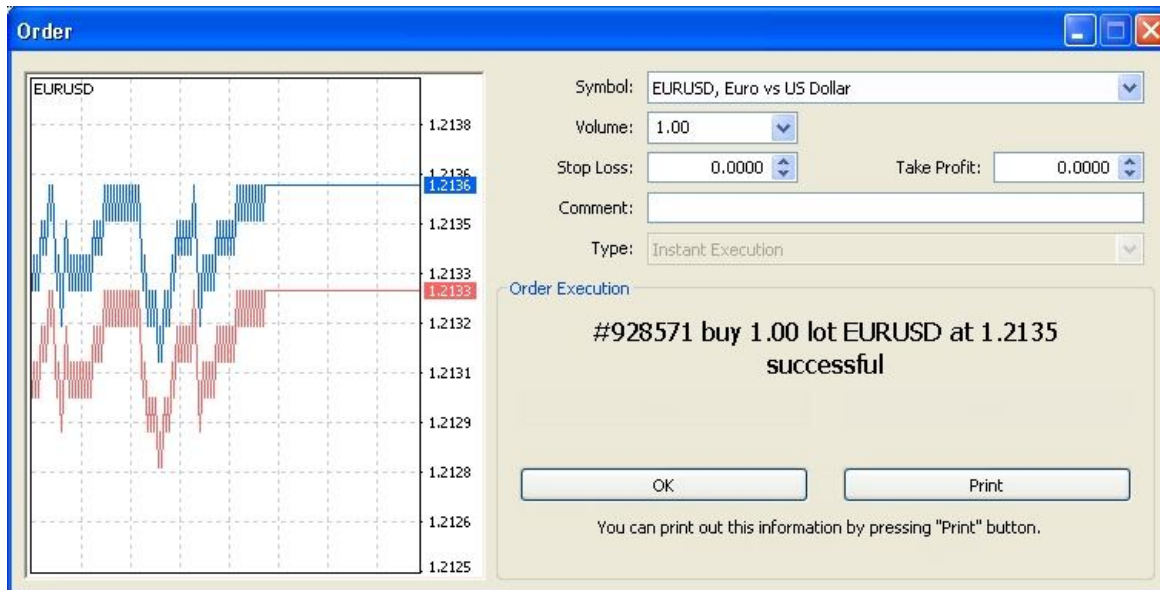 Order
EURUSD
1.2138
1.2136
1.2136
1.2135
1.2133
1.2133
1.2132
1.2131
1.2129
1.2128
1.2126
1.2125
Symbol: EURUSD, Euro vs US Dollar
Volume: 1.00
Stop Loss: 0.0000 Take Profit: 0.0000
Comment:
Type: Instant Execution
Order Execution
#928571 buy 1.00 lot EURUSD at 1.2135
successful
OK Print
You can print out this information by pressing "Print" button.